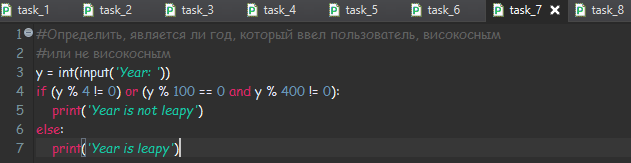 task_1 task_2 task_3 task_4 task_5 task_6 task_7 task_8
1 #Определить, является ли год, который ввел пользователь, високосным
2 #или не високосным
3 y = int(input('Year: '))
4 if (y % 4 != 0) or (y % 100 == 0 and y % 400 != 0):
5 print('Year is not leapy')
6 else:
7 print('Year is leapy')